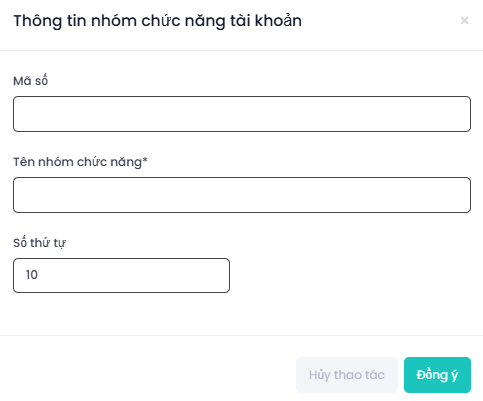 Thông tin nhóm chức năng tài khoản
×
Mã số
Tên nhóm chức năng*
Số thứ tự
10
Hủy thao tác
Đồng ý